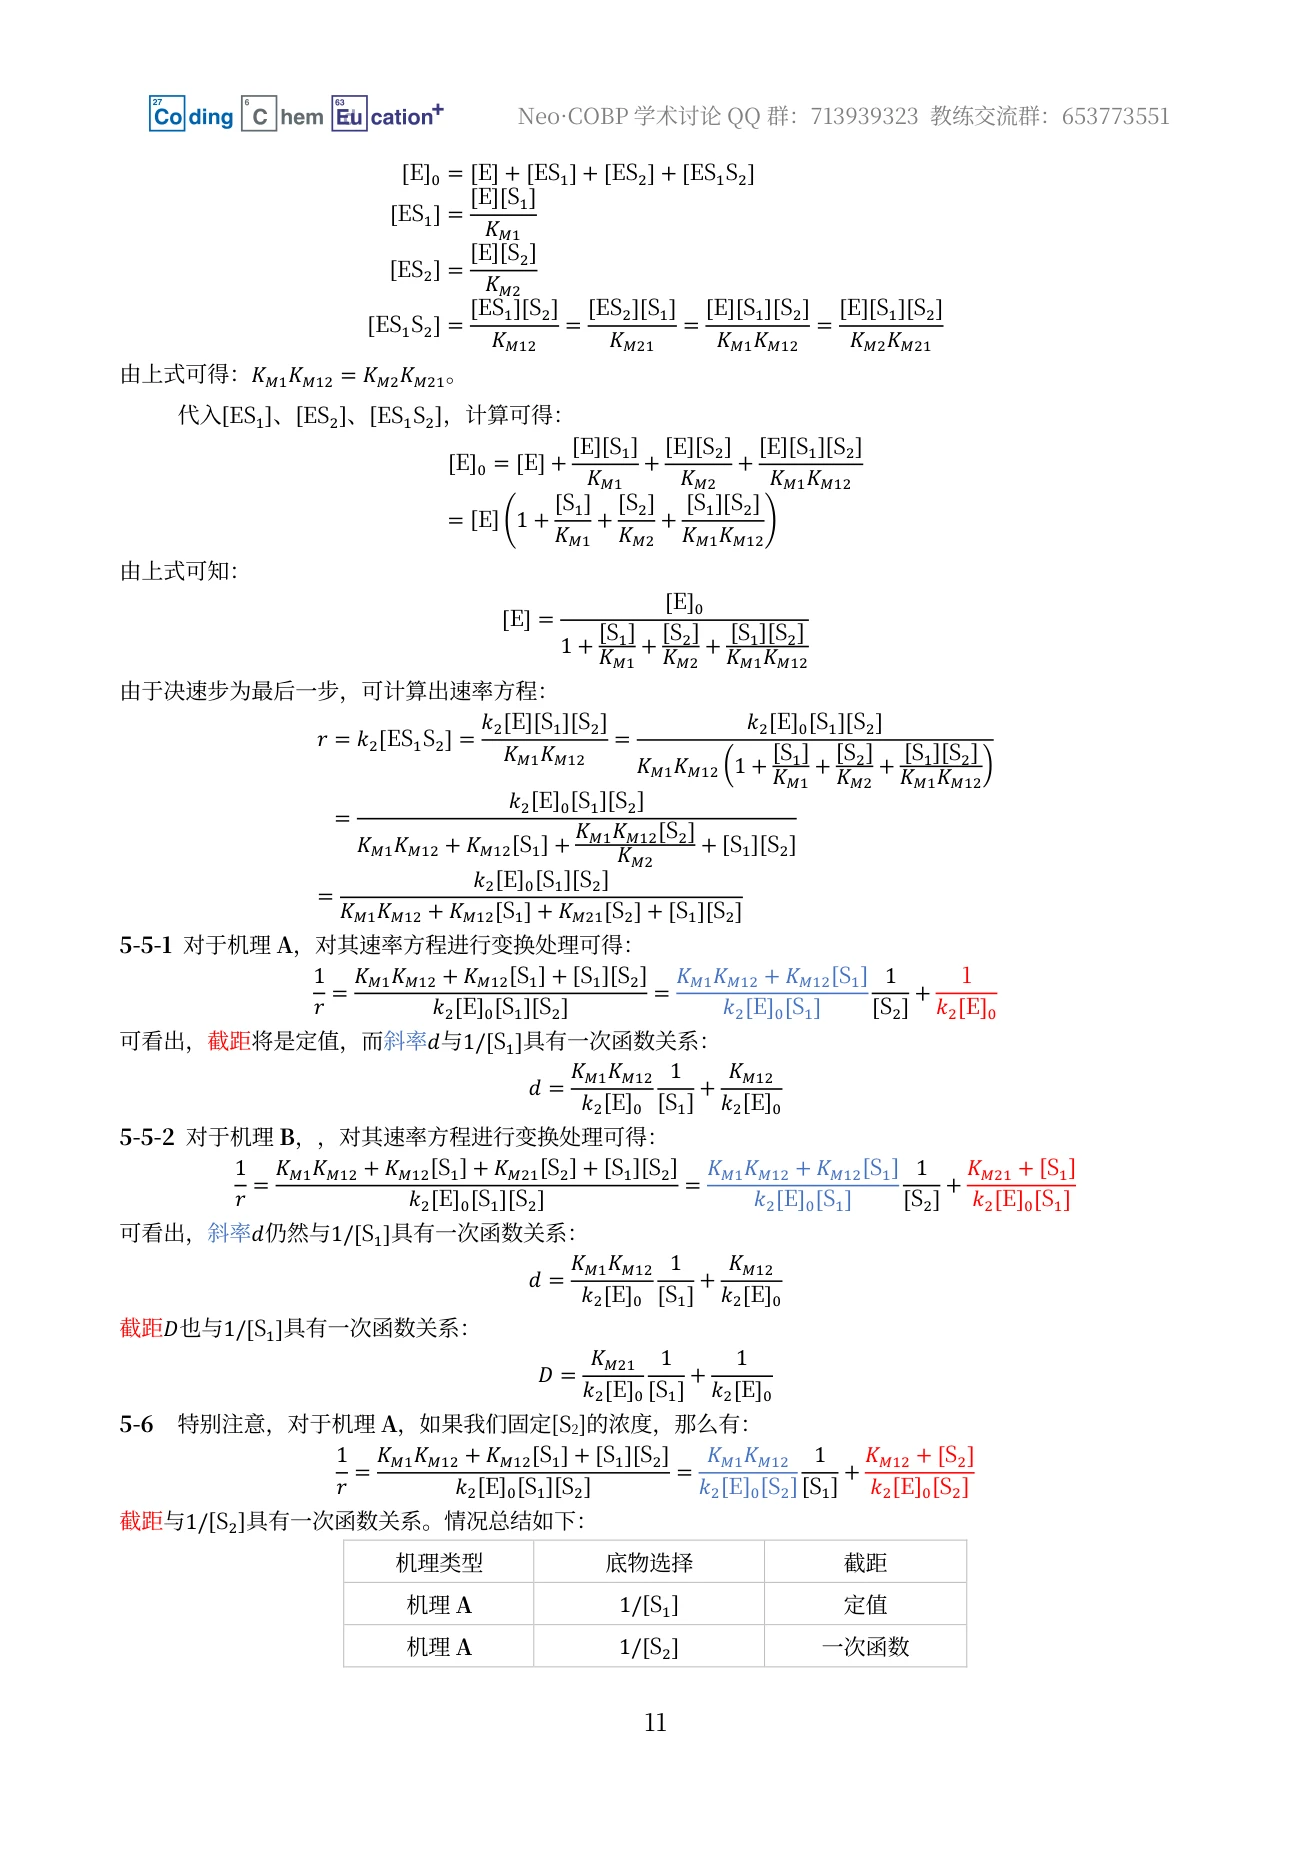 27 Co ding 6 C hem 63 Eu cation+ Neo·COBP 学术讨论 QQ 群：713939323 教练交流群：653773551
[E]₀ = [E] + [ES₁] + [ES₂] + [ES₁S₂]
[ES₁] = [E][S₁] / K_M1
[ES₂] = [E][S₂] / K_M2
[ES₁S₂] = [ES₁][S₂] / K_M12 = [ES₂][S₁] / K_M21 = [E][S₁][S₂] / K_M1K_M12 = [E][S₁][S₂] / K_M2K_M21
由上式可得：K_M1K_M12 = K_M2K_M21。
代入[ES₁]、[ES₂]、[ES₁S₂]，计算可得：
[E]₀ = [E] + [E][S₁] / K_M1 + [E][S₂] / K_M2 + [E][S₁][S₂] / K_M1K_M12
= [E] (1 + [S₁] / K_M1 + [S₂] / K_M2 + [S₁][S₂] / K_M1K_M12)
由上式可知：
[E] = [E]₀ / (1 + [S₁] / K_M1 + [S₂] / K_M2 + [S₁][S₂] / K_M1K_M12)
由于决速步为最后一步，可计算出速率方程：
r = k₂[ES₁S₂] = k₂[E][S₁][S₂] / K_M1K_M12 = k₂[E]₀[S₁][S₂] / K_M1K_M12 (1 + [S₁] / K_M1 + [S₂] / K_M2 + [S₁][S₂] / K_M1K_M12)
= k₂[E]₀[S₁][S₂] / (K_M1K_M12 + K_M12[S₁] + K_M1K_M12[S₂] / K_M2 + [S₁][S₂])
= k₂[E]₀[S₁][S₂] / (K_M1K_M12 + K_M12[S₁] + K_M21[S₂] + [S₁][S₂])
5-5-1 对于机理 A，对其速率方程进行变换处理可得：
1 / r = (K_M1K_M12 + K_M12[S₁] + [S₁][S₂]) / k₂[E]₀[S₁][S₂] = (K_M1K_M12 + K_M12[S₁]) / k₂[E]₀[S₁] 1 / [S₂] + 1 / k₂[E]₀
可看出，截距将是定值，而斜率d与1/[S₁]具有一次函数关系：
d = K_M1K_M12 / k₂[E]₀ 1 / [S₁] + K_M12 / k₂[E]₀
5-5-2 对于机理 B，，对其速率方程进行变换处理可得：
1 / r = (K_M1K_M12 + K_M12[S₁] + K_M21[S₂] + [S₁][S₂]) / k₂[E]₀[S₁][S₂] = (K_M1K_M12 + K_M12[S₁]) / k₂[E]₀[S₁] 1 / [S₂] + (K_M21 + [S₁]) / k₂[E]₀[S₁]
可看出，斜率d仍然与1/[S₁]具有一次函数关系：
d = K_M1K_M12 / k₂[E]₀ 1 / [S₁] + K_M12 / k₂[E]₀
截距D也与1/[S₁]具有一次函数关系：
D = K_M21 / k₂[E]₀ 1 / [S₁] + 1 / k₂[E]₀
5-6 特别注意，对于机理 A，如果我们固定[S₂]的浓度，那么有：
1 / r = (K_M1K_M12 + K_M12[S₁] + [S₁][S₂]) / k₂[E]₀[S₁][S₂] = K_M1K_M12 / k₂[E]₀[S₂] 1 / [S₁] + (K_M12 + [S₂]) / k₂[E]₀[S₂]
截距与1/[S₂]具有一次函数关系。情况总结如下：
机理类型 底物选择 截距
机理 A 1/[S₁] 定值
机理 A 1/[S₂] 一次函数
11